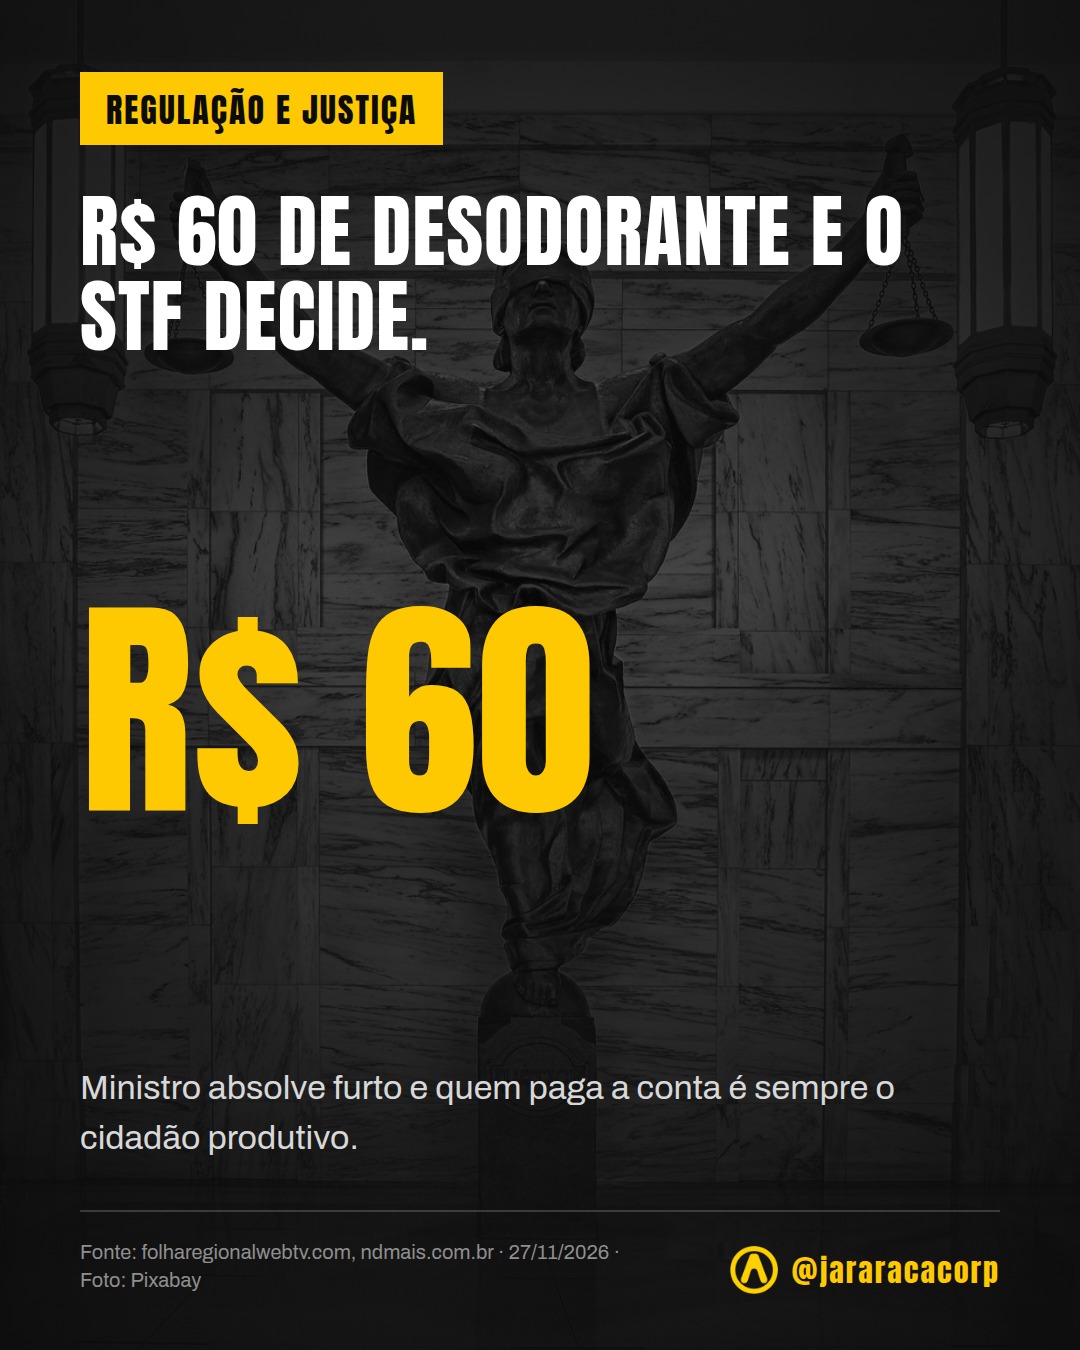 REGULAÇÃO E JUSTIÇA
R$ 60 DE DESODORANTE E O
STF DECIDE.
R$ 60
Ministro absolve furto e quem paga a conta é sempre o
cidadão produtivo.
Fonte: folharegionalwebtv.com, ndmais.com.br · 27/11/2026 ·
Foto: Pixabay
@jararacacorp